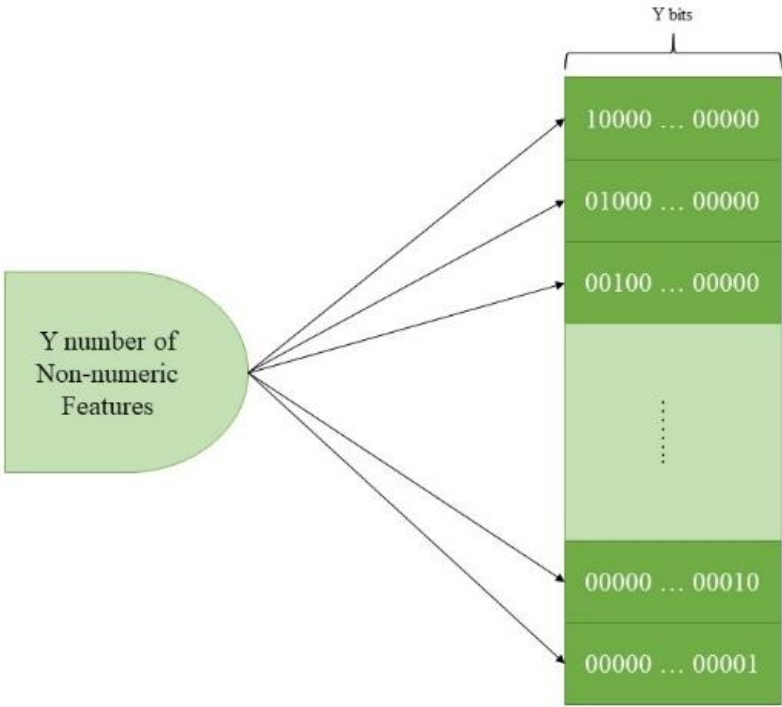 Y bits
10000 ... 00000
01000 ... 00000
00100 ... 00000
Y number of
Non-numeric
Features
00000 ... 00010
00000 ... 00001